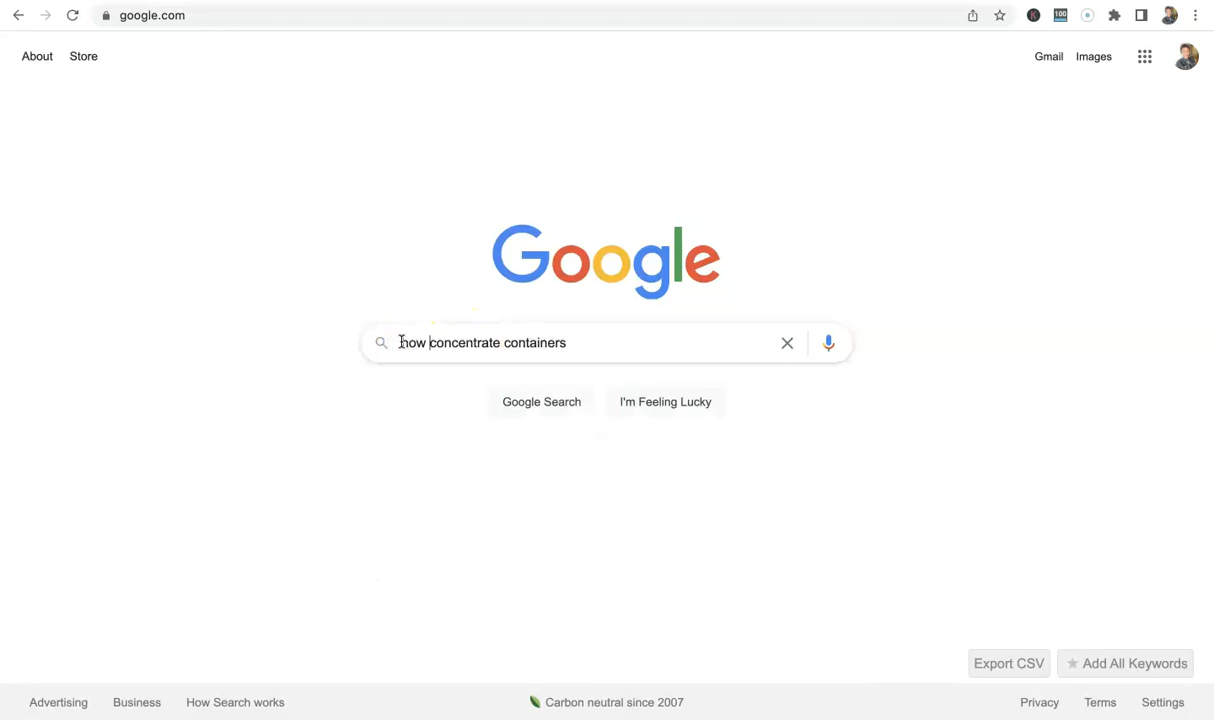 google.com
100
About Store
Gmail Images
Google
how concentrate containers
Google Search I'm Feeling Lucky
Export CSV Add All Keywords
Advertising Business How Search works
Carbon neutral since 2007
Privacy Terms Settings